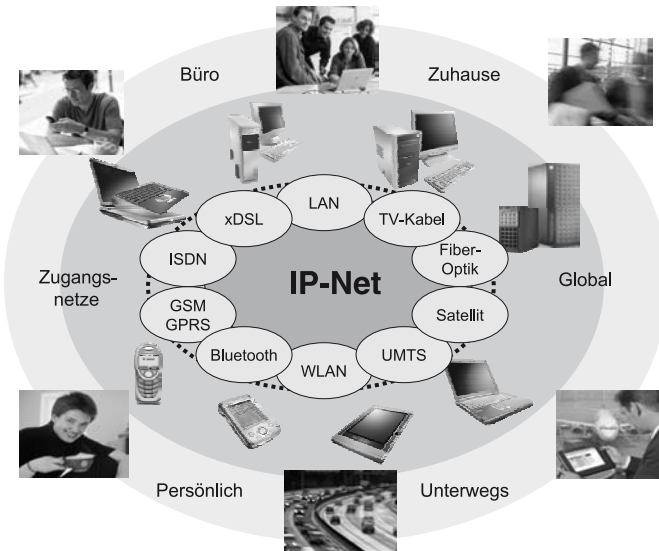 Büro
Zuhause
LAN
xDSL
TV-Kabel
ISDN
Fiber-
Optik
Zugangs-
netze
IP-Net
Global
GSM
GPRS
Satellit
Bluetooth
UMTS
WLAN
Persönlich
Unterwegs